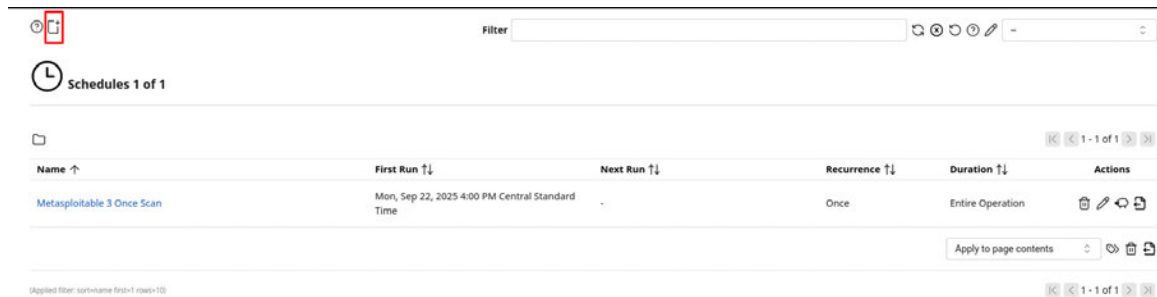 Filter
–
Schedules 1 of 1
1 - 1 of 1
Name First Run Next Run Recurrence Duration Actions
Metasploitable 3 Once Scan Mon, Sep 22, 2025 4:00 PM Central Standard Time - Once Entire Operation
Apply to page contents
(Applied filter: sort=name first=1 rows=10) 1 - 1 of 1